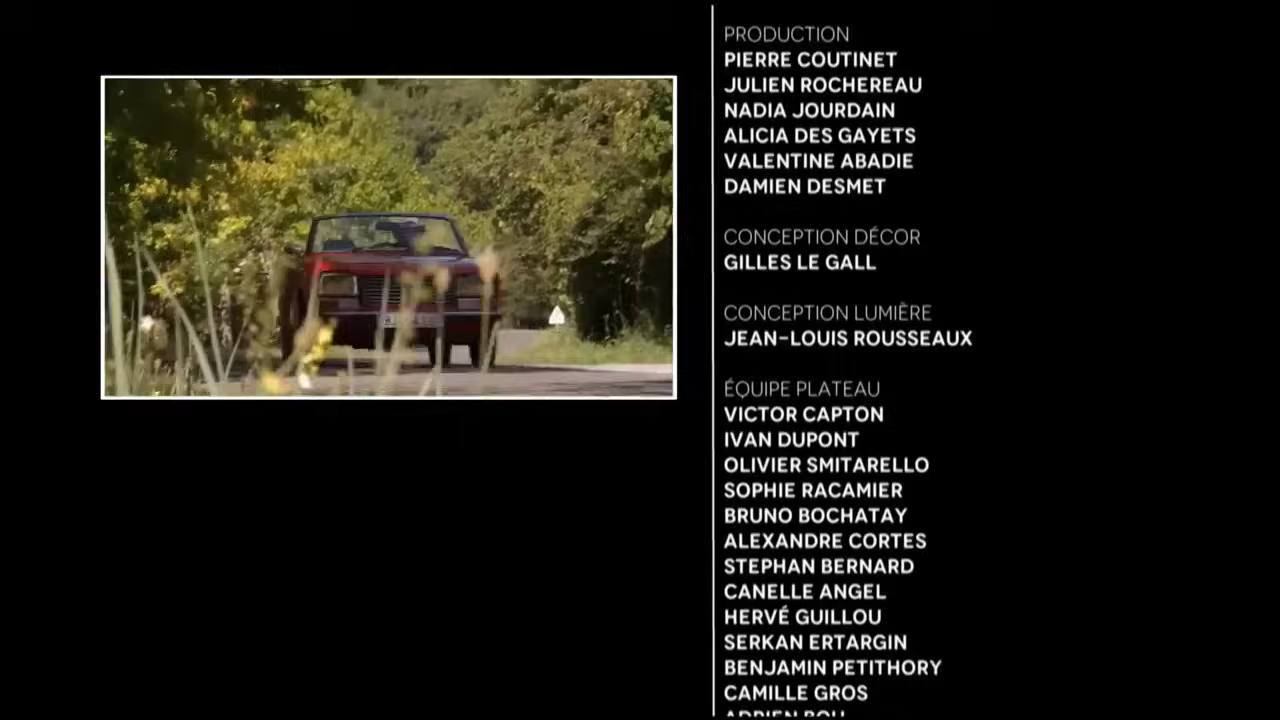 PRODUCTION
PIERRE COUTINET
JULIEN ROCHEREAU
NADIA JOURDAIN
ALICIA DES GAYETS
VALENTINE ABADIE
DAMIEN DESMET
CONCEPTION DÉCOR
GILLES LE GALL
CONCEPTION LUMIÈRE
JEAN-LOUIS ROUSSEAUX
ÉQUIPE PLATEAU
VICTOR CAPTON
IVAN DUPONT
OLIVIER SMITARELLO
SOPHIE RACAMIER
BRUNO BOCHATAY
ALEXANDRE CORTES
STEPHAN BERNARD
CANELLE ANGEL
HERVÉ GUILLOU
SERKAN ERTARGIN
BENJAMIN PETITHORY
CAMILLE GROS
ADRIEN